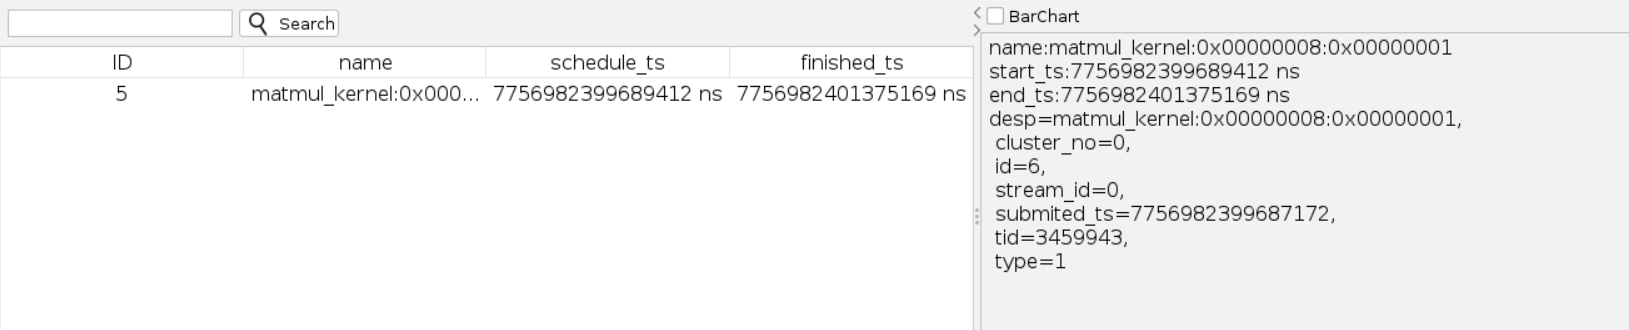 Search
ID name schedule_ts finished_ts
5 matmul_kernel:0x000... 7756982399689412 ns 7756982401375169 ns
BarChart
name:matmul_kernel:0x00000008:0x00000001
start_ts:7756982399689412 ns
end_ts:7756982401375169 ns
desp=matmul_kernel:0x00000008:0x00000001,
cluster_no=0,
id=6,
stream_id=0,
submited_ts=7756982399687172,
tid=3459943,
type=1